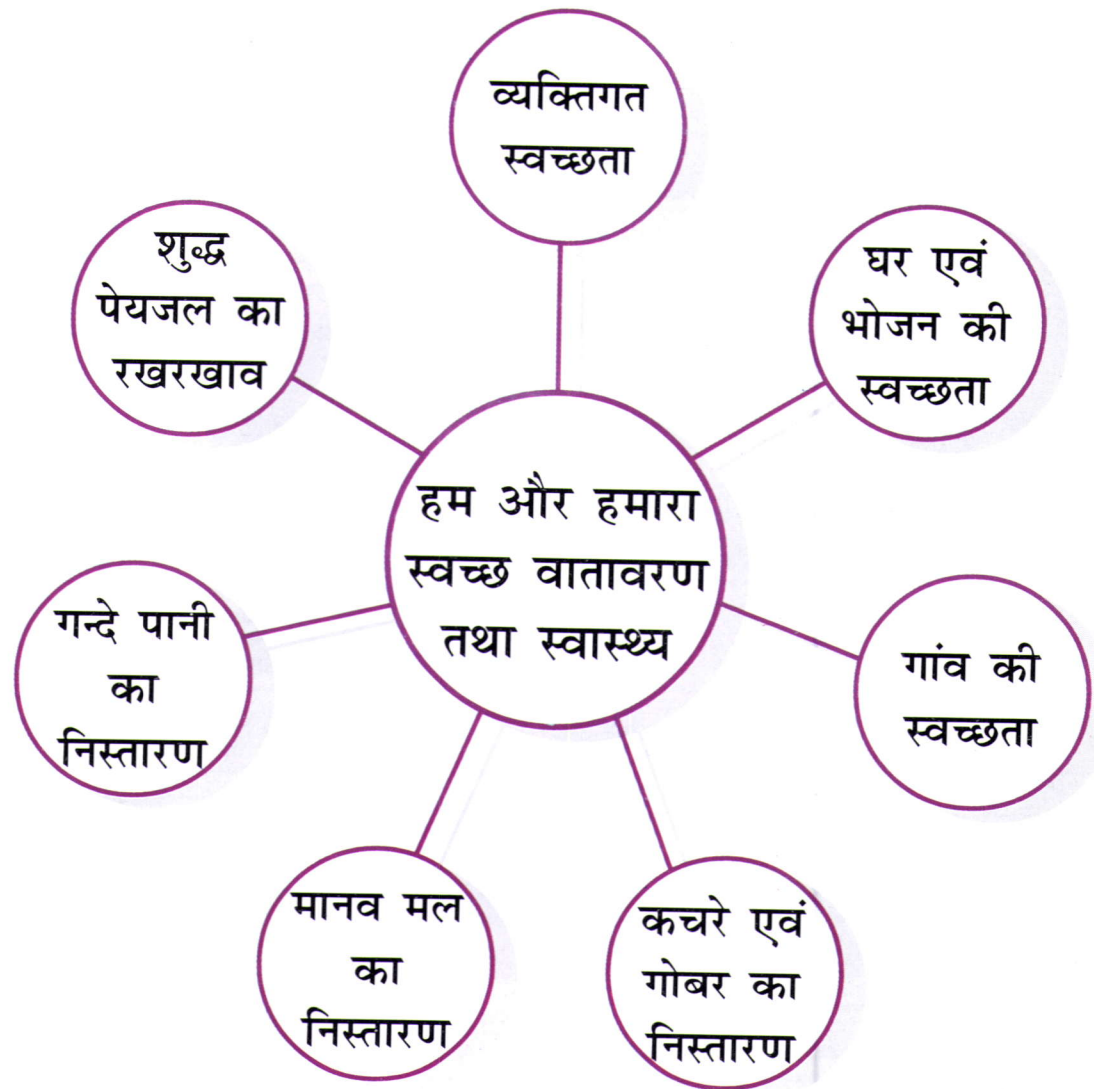 व्यक्तिगत
स्वच्छता
घर एवं
भोजन की
स्वच्छता
गांव की
स्वच्छता
कचरे एवं
गोबर का
निस्तारण
मानव मल
का
निस्तारण
गन्दे पानी
का
निस्तारण
शुद्ध
पेयजल का
रखरखाव
हम और हमारा
स्वच्छ वातावरण
तथा स्वास्थ्य